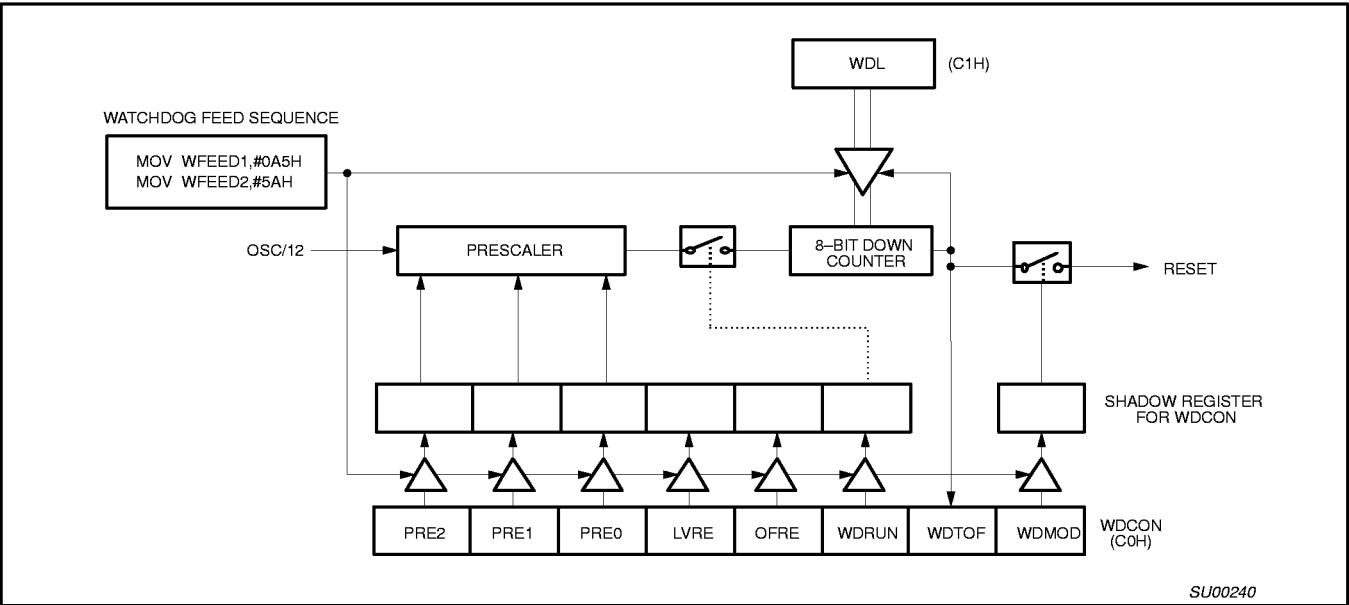 WDL
(C1H)
WATCHDOG FEED SEQUENCE
MOV WFEED1,#0A5H
MOV WFEED2,#5AH
OSC/12
PRESCALER
8–BIT DOWN
COUNTER
RESET
SHADOW REGISTER
FOR WDCON
PRE2
PRE1
PRE0
LVRE
OFRE
WDRUN
WDTOF
WDMOD
WDCON
(C0H)
SU00240